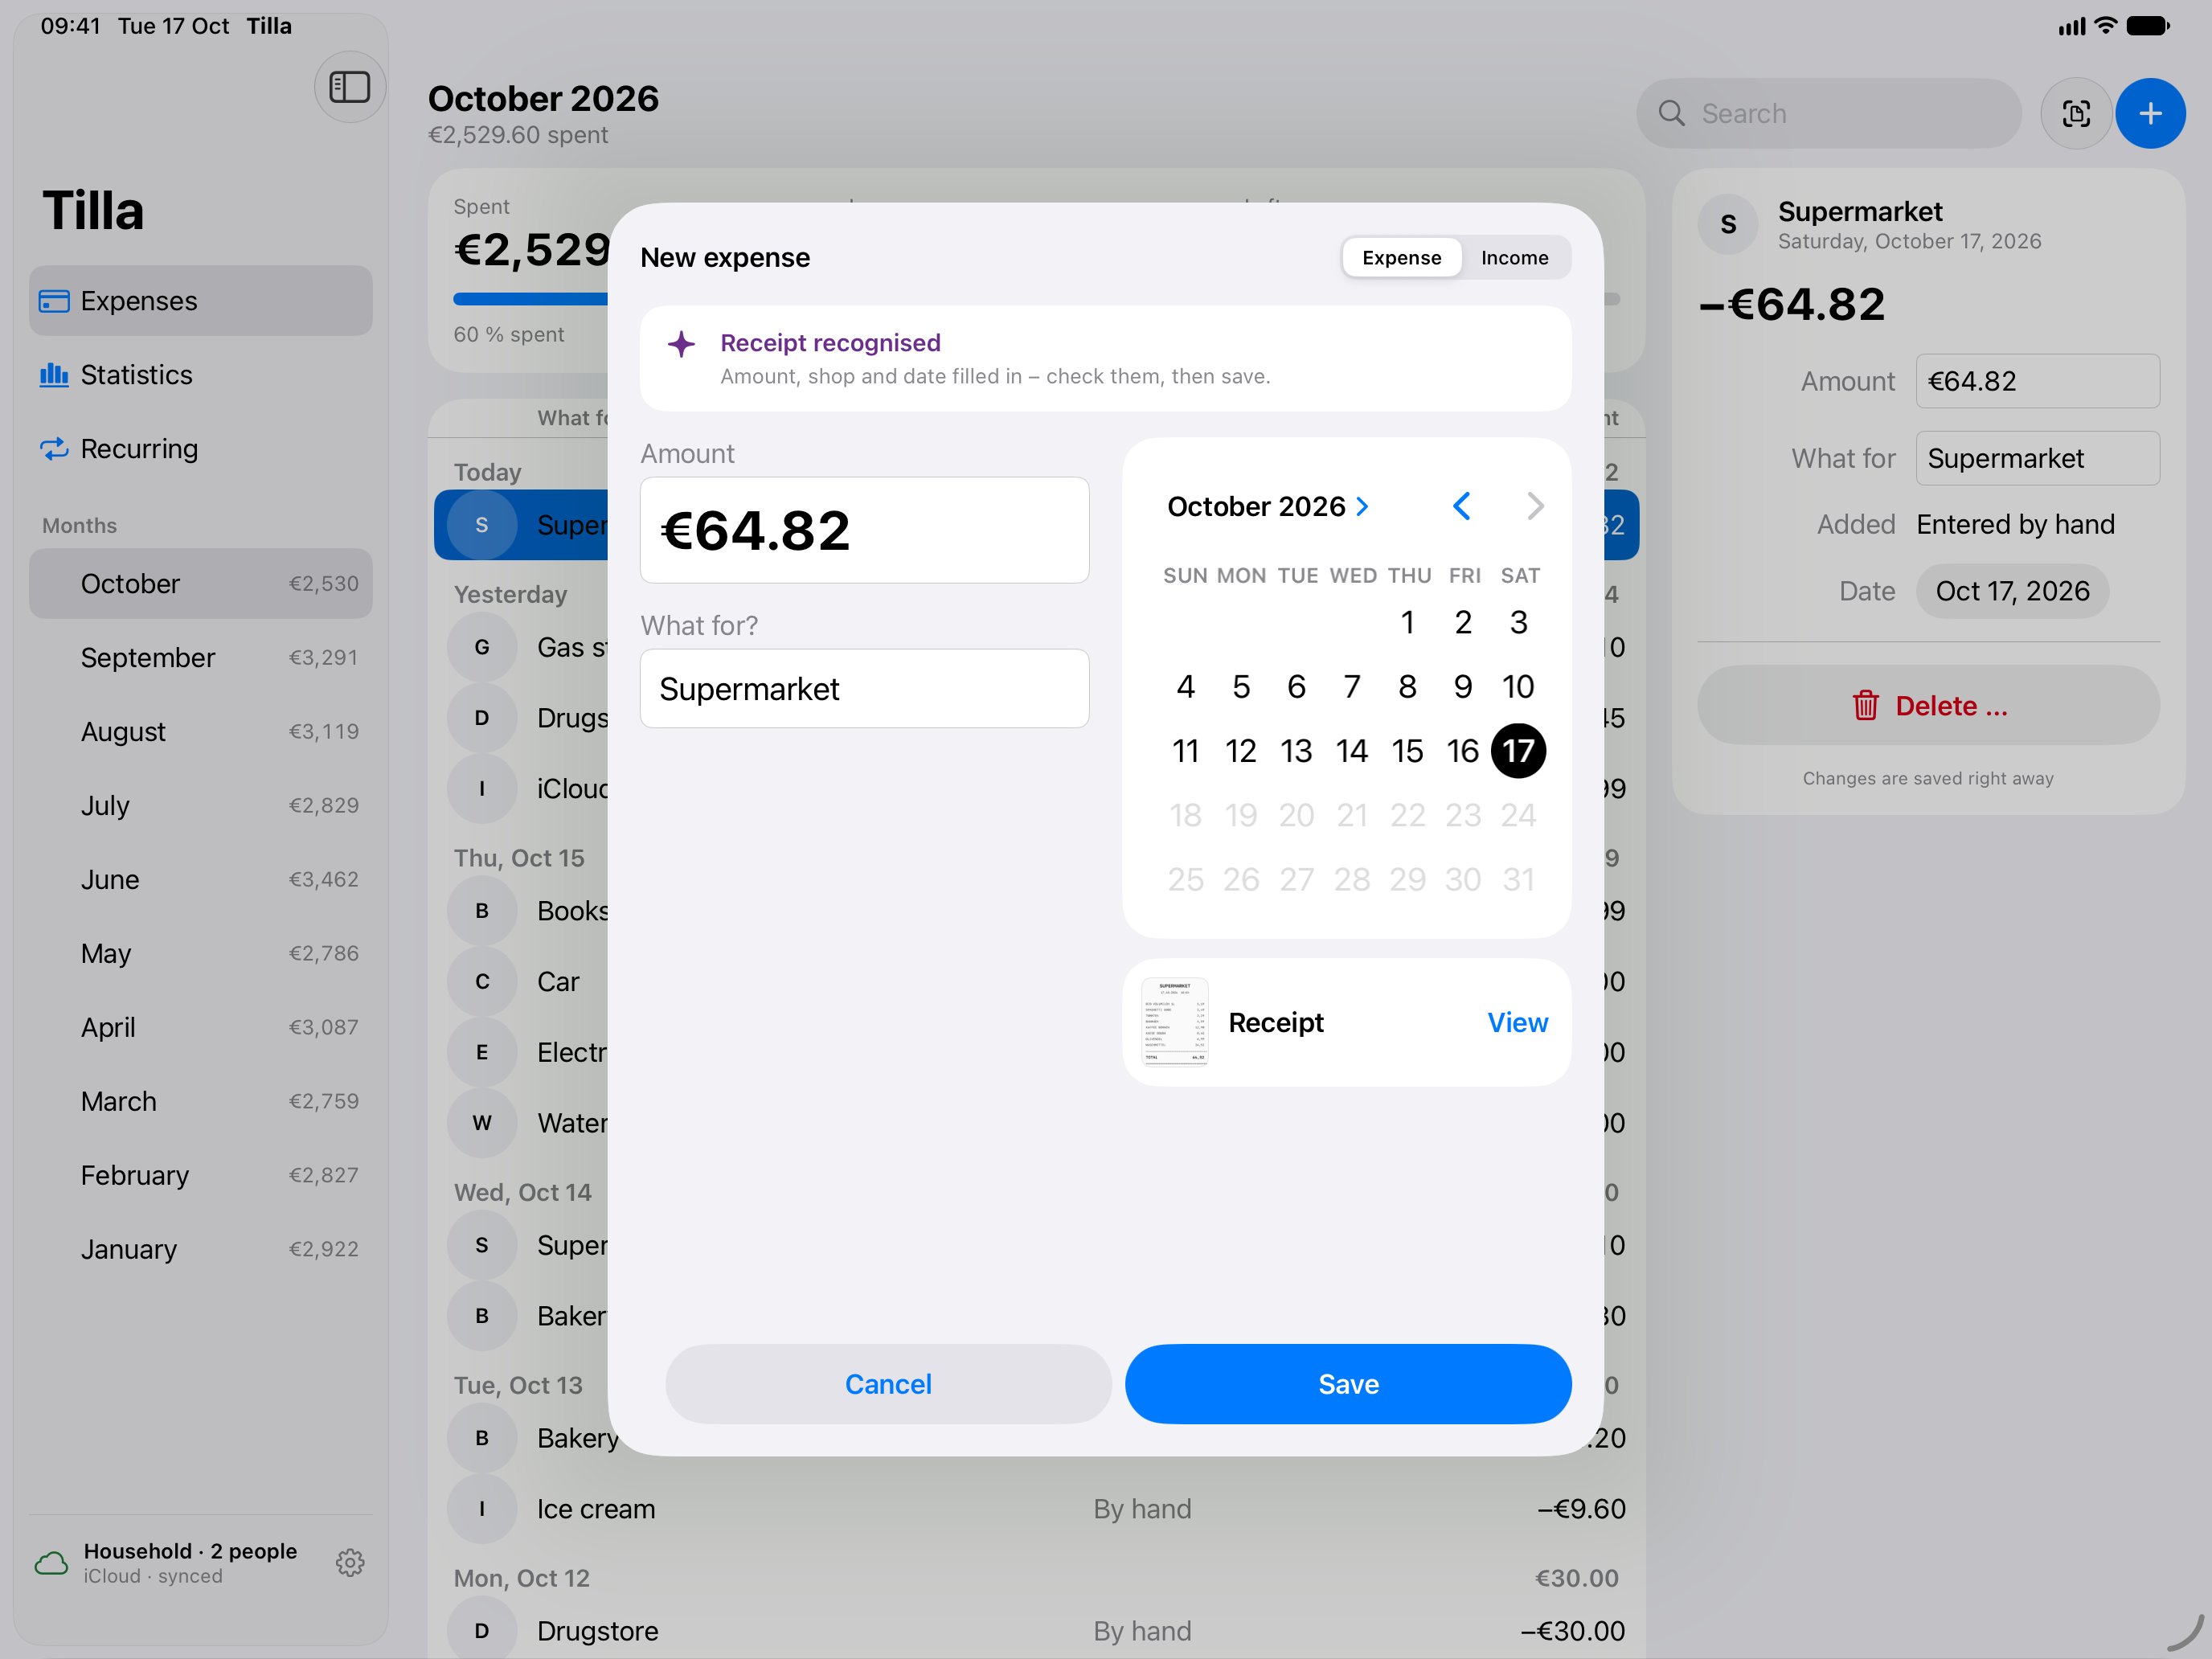 09:41 Tue 17 Oct Tilla
Tilla
Expenses
Statistics
Recurring
Months
October €2,530
September €3,291
August €3,119
July €2,829
June €3,462
May €2,786
April €3,087
March €2,759
February €2,827
January €2,922
Household · 2 people
iCloud · synced
October 2026
€2,529.60 spent
Search
Spent
€2,529
60 % spent
Today
S
Yesterday
G
D Drugs
I iCloud
Thu, Oct 15
B Books
C Car
E
W Water
Wed, Oct 14
S
B
Tue, Oct 13
B Bakery
I Ice cream By hand –€9.60
Mon, Oct 12 €30.00
D Drugstore By hand –€30.00
New expense
Expense Income
Receipt recognised
Amount, shop and date filled in – check them, then save.
Amount
€64.82
What for?
Supermarket
October 2026
SUN MON TUE WED THU FRI SAT
1 2 3
4 5 6 7 8 9 10
11 12 13 14 15 16 17
18 19 20 21 22 23 24
25 26 27 28 29 30 31
SUPERMARKET
TOTAL 64,82
Receipt View
Cancel Save
S Supermarket
Saturday, October 17, 2026
–€64.82
Amount €64.82
What for Supermarket
Added Entered by hand
Date Oct 17, 2026
Delete ...
Changes are saved right away